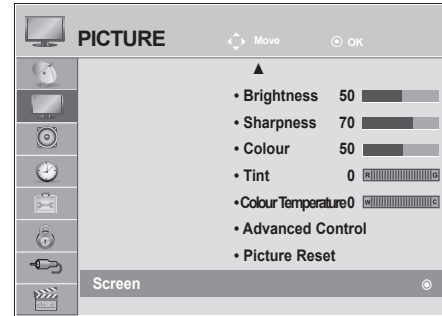 PICTURE
Move
OK
▲
• Brightness 50
• Sharpness 70
• Colour 50
• Tint 0 R G
• Colour Temperature 0 W C
• Advanced Control
• Picture Reset
Screen